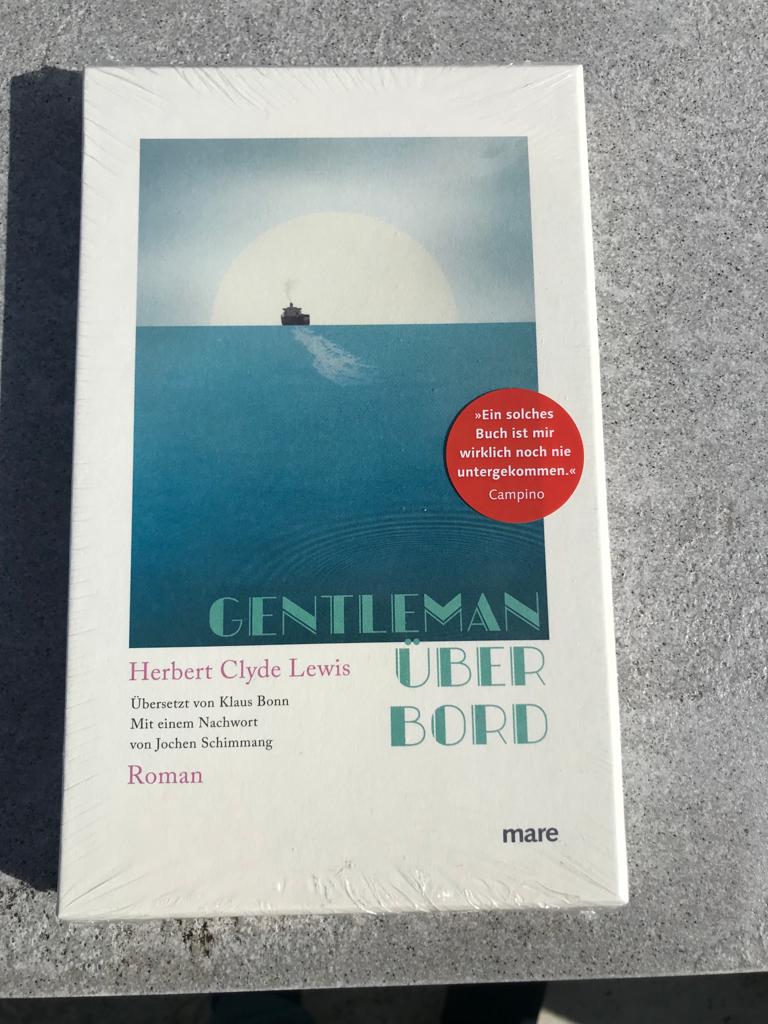 »Ein solches
Buch ist mir
wirklich noch nie
untergekommen.«
Campino
GENTLEMAN
ÜBER
BORD
Herbert Clyde Lewis
Übersetzt von Klaus Bonn
Mit einem Nachwort
von Jochen Schimmang
Roman
mare